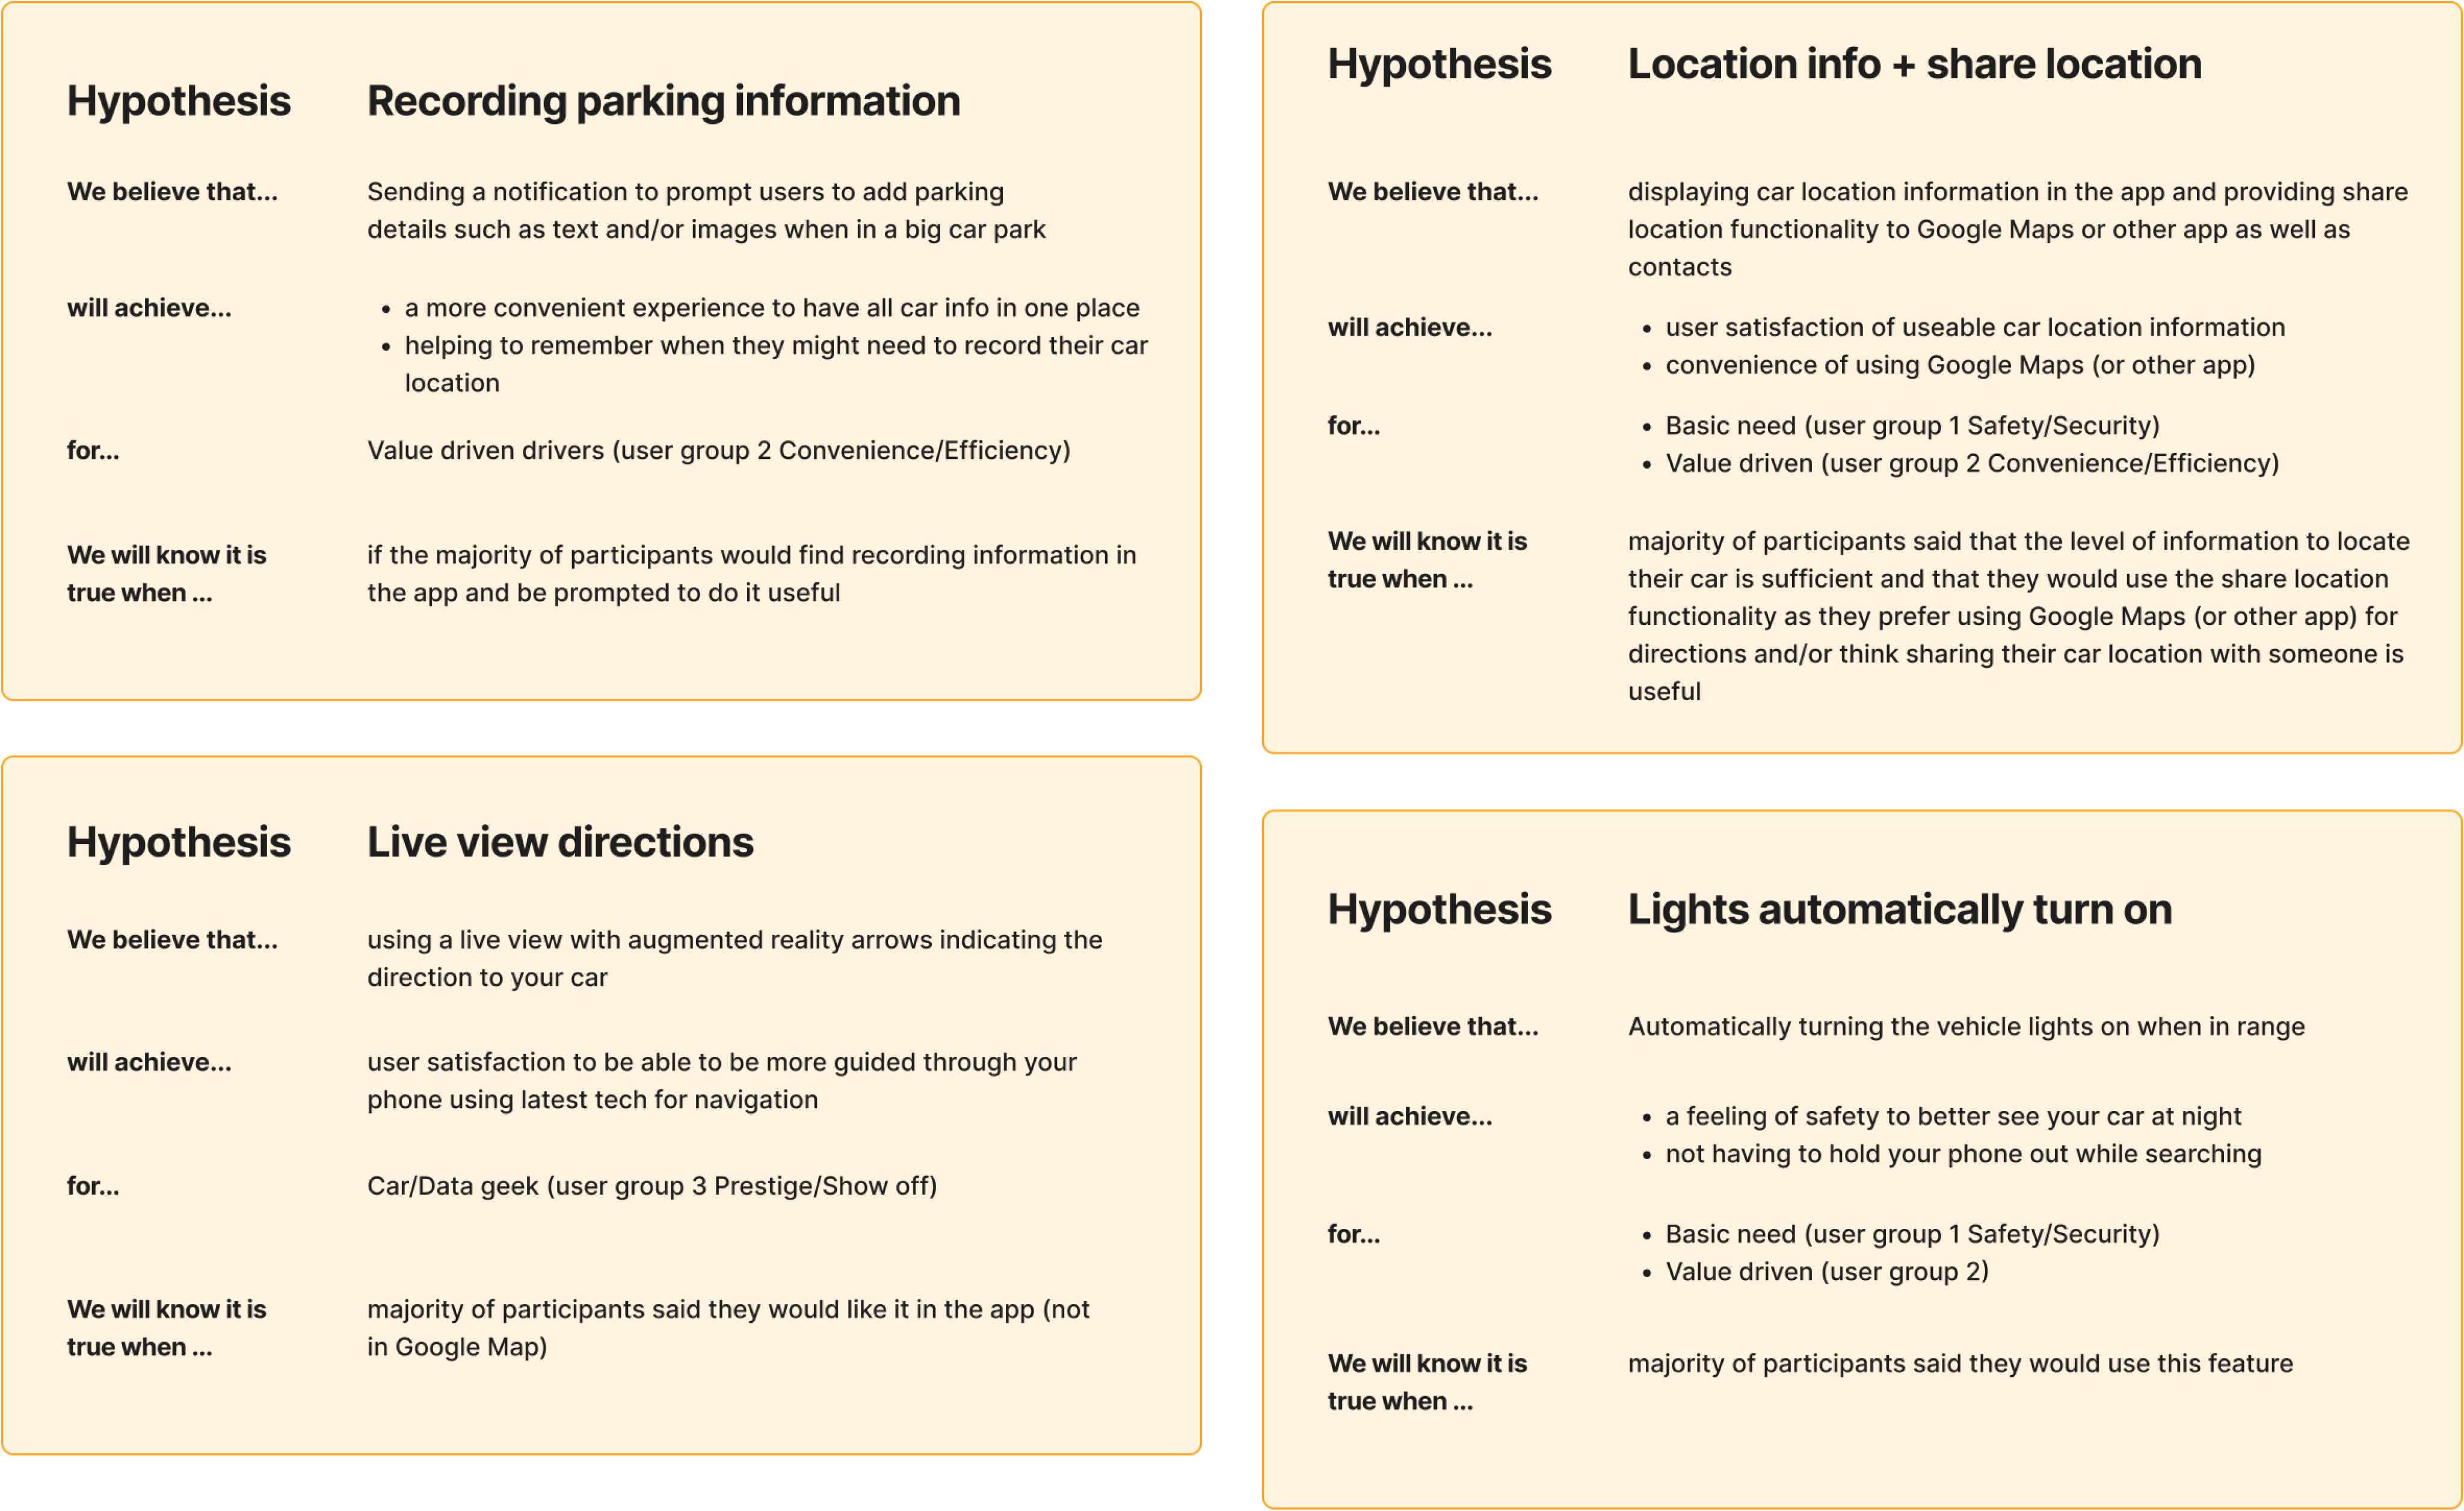 Hypothesis Recording parking information
We believe that... Sending a notification to prompt users to add parking
details such as text and/or images when in a big car park
will achieve... • a more convenient experience to have all car info in one place
• helping to remember when they might need to record their car
location
for... Value driven drivers (user group 2 Convenience/Efficiency)
We will know it is if the majority of participants would find recording information in
true when ... the app and be prompted to do it useful
Hypothesis Location info + share location
We believe that... displaying car location information in the app and providing share
location functionality to Google Maps or other app as well as
contacts
will achieve... • user satisfaction of useable car location information
• convenience of using Google Maps (or other app)
for... • Basic need (user group 1 Safety/Security)
• Value driven (user group 2 Convenience/Efficiency)
We will know it is majority of participants said that the level of information to locate
true when ... their car is sufficient and that they would use the share location
functionality as they prefer using Google Maps (or other app) for
directions and/or think sharing their car location with someone is
useful
Hypothesis Live view directions
We believe that... using a live view with augmented reality arrows indicating the
direction to your car
will achieve... user satisfaction to be able to be more guided through your
phone using latest tech for navigation
for... Car/Data geek (user group 3 Prestige/Show off)
We will know it is majority of participants said they would like it in the app (not
true when ... in Google Map)
Hypothesis Lights automatically turn on
We believe that... Automatically turning the vehicle lights on when in range
will achieve... • a feeling of safety to better see your car at night
• not having to hold your phone out while searching
for... • Basic need (user group 1 Safety/Security)
• Value driven (user group 2)
We will know it is majority of participants said they would use this feature
true when ...